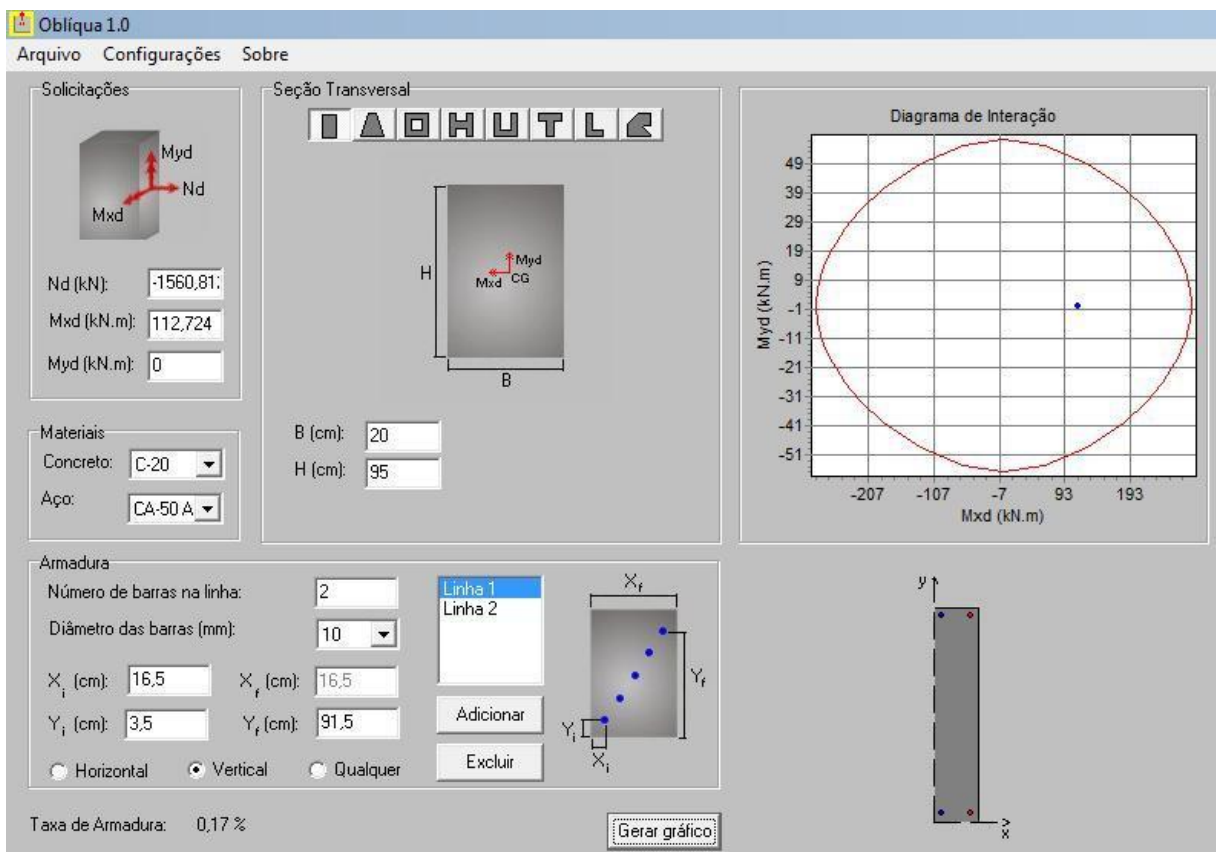 Oblíqua 1.0
Arquivo Configurações Sobre
Solicitações
Myd
Nd
Mxd
Nd (kN): -1560,81
Mxd (kN.m): 112,724
Myd (kN.m): 0
Materiais
Concreto: C-20
Aço: CA-50 A
Seção Transversal
H
Myd
Mxd CG
B
B (cm): 20
H (cm): 95
Diagrama de Interação
Myd (kN.m)
49
39
29
19
9
-1
-11
-21
-31
-41
-51
-207 -107 -7 93 193
Mxd (kN.m)
Armadura
Número de barras na linha: 2
Diâmetro das barras (mm): 10
Xi (cm): 16,5 Xf (cm): 16,5
Yi (cm): 3,5 Yf (cm): 91,5
Horizontal Vertical Qualquer
Linha 1
Linha 2
Adicionar
Excluir
Xf
Yf
Yi
Xi
y
x
Taxa de Armadura: 0,17 %
Gerar gráfico